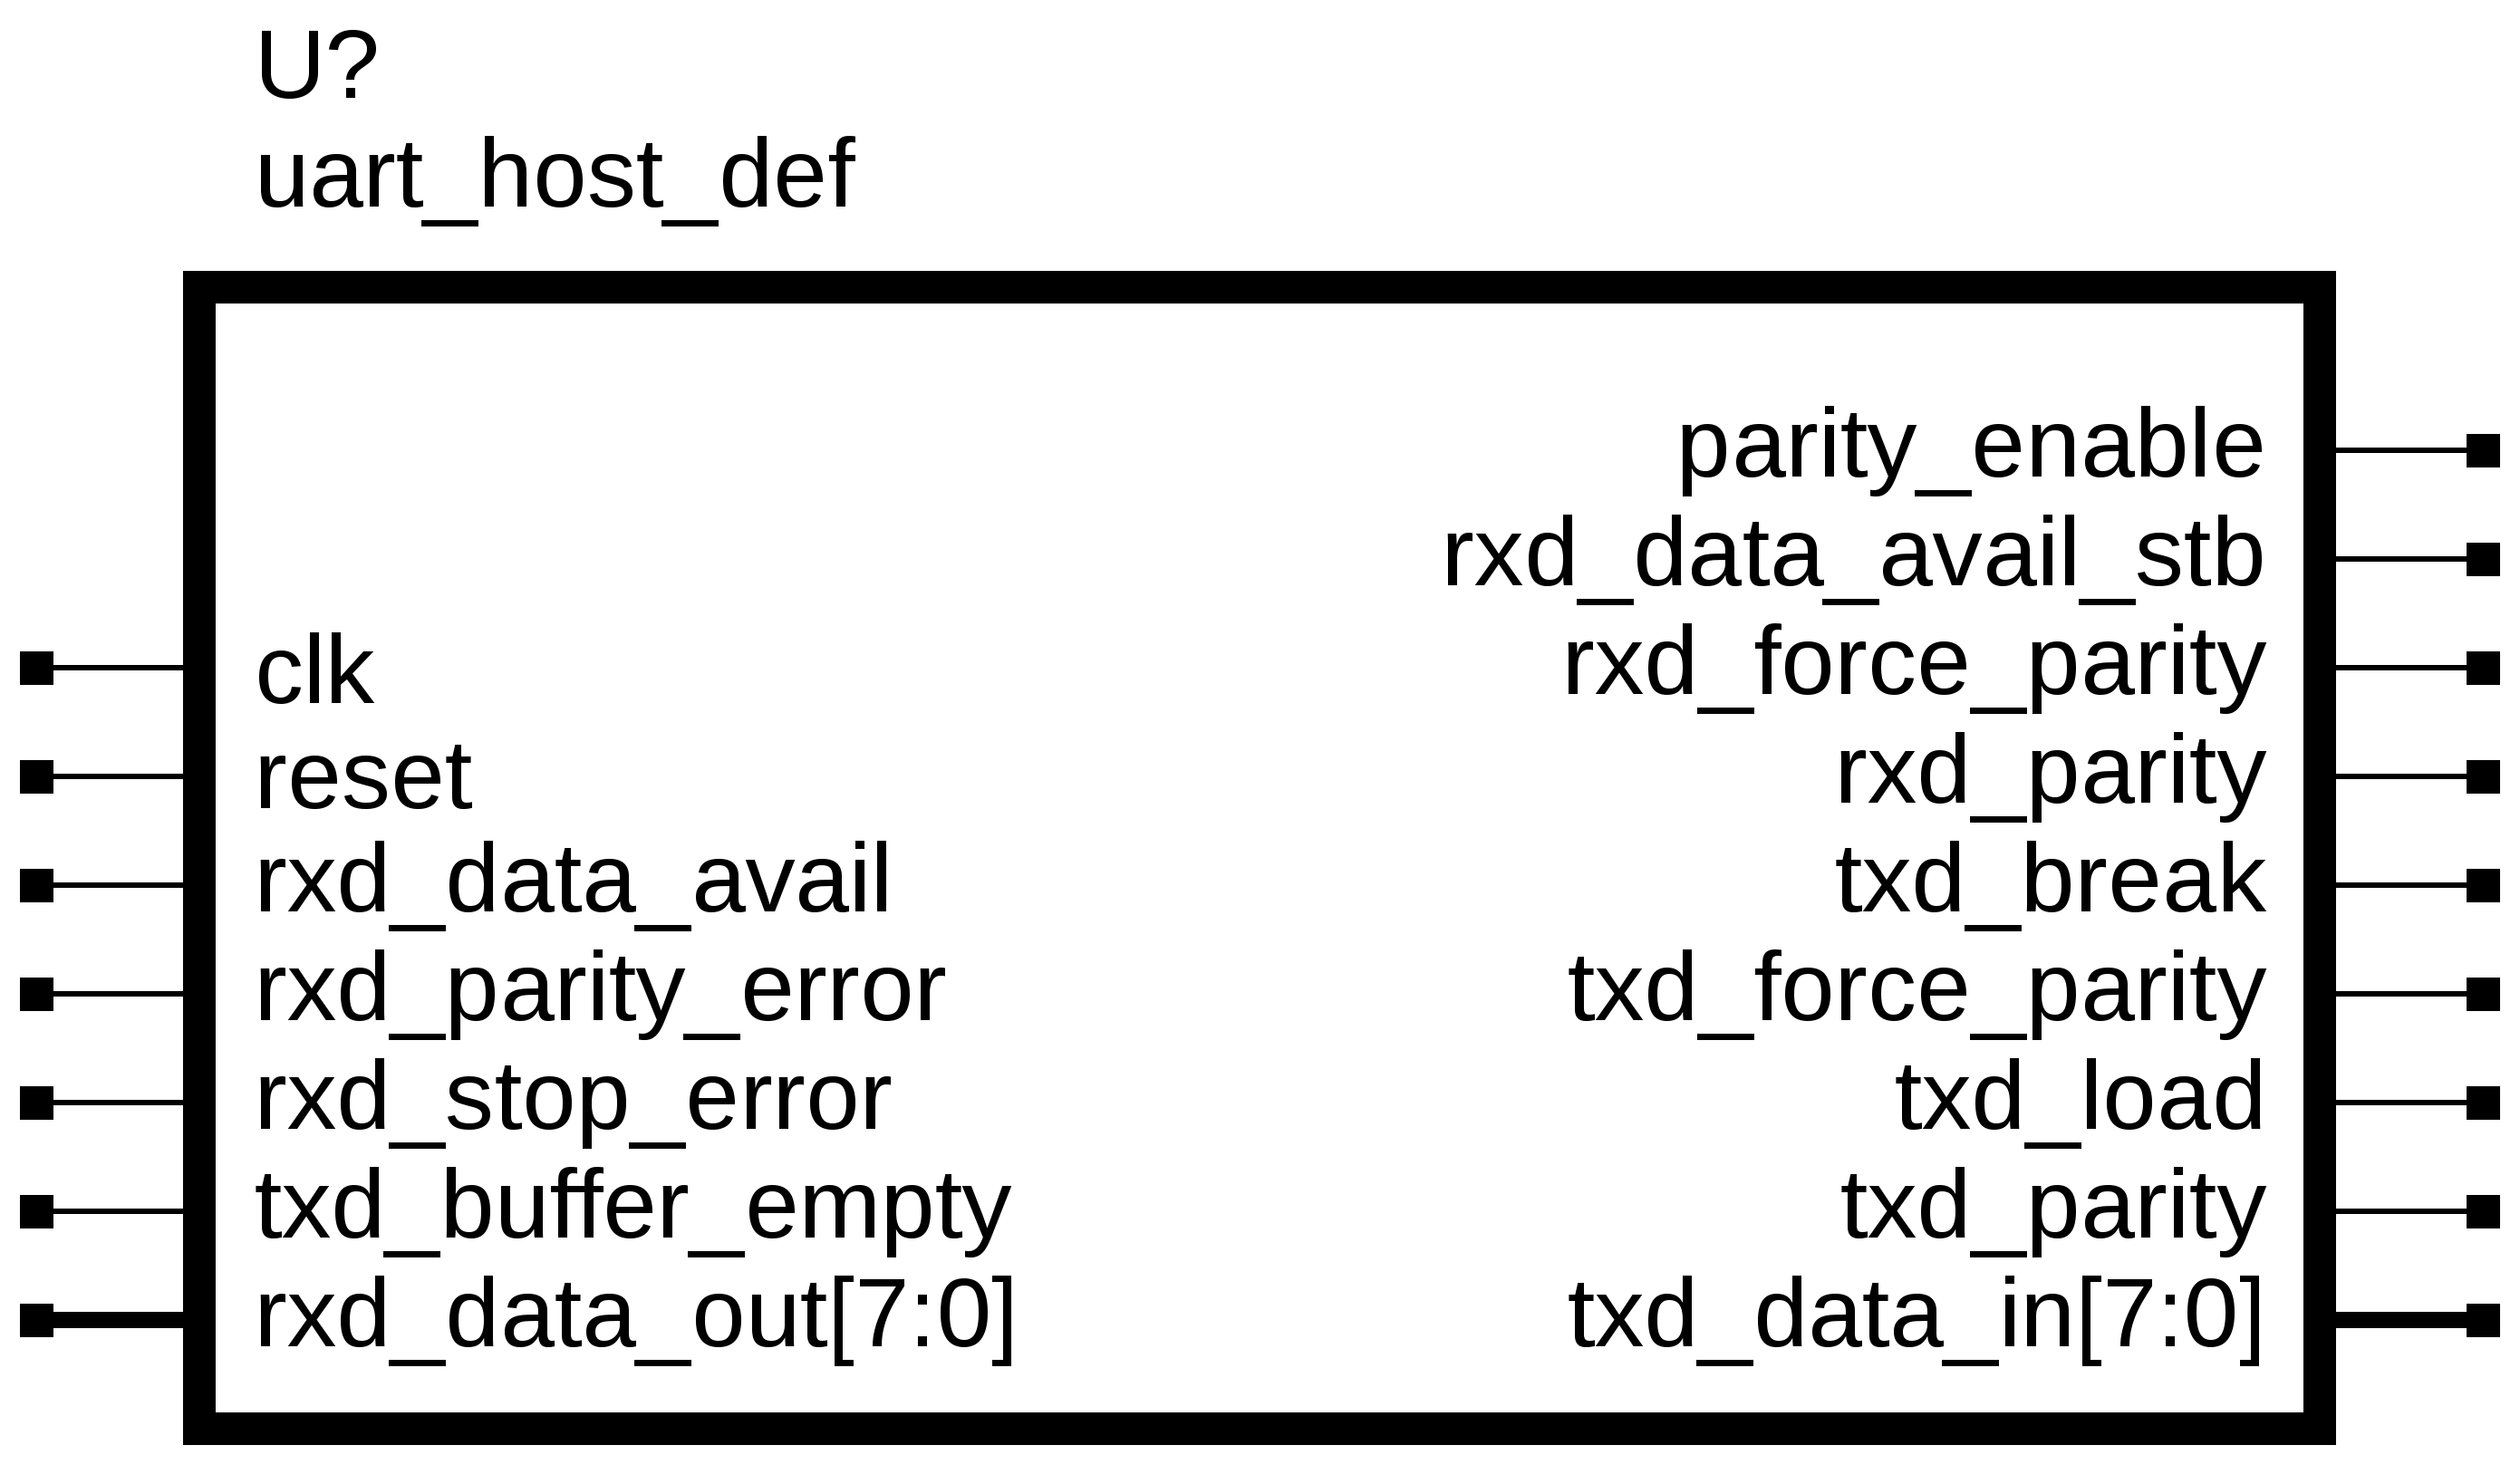 U?
uart_host_def
parity_enable
rxd_data_avail_stb
clk
rxd_force_parity
reset
rxd_parity
rxd_data_avail
txd_break
rxd_parity_error
txd_force_parity
rxd_stop_error
txd_load
txd_buffer_empty
txd_parity
rxd_data_out[7:0]
txd_data_in[7:0]